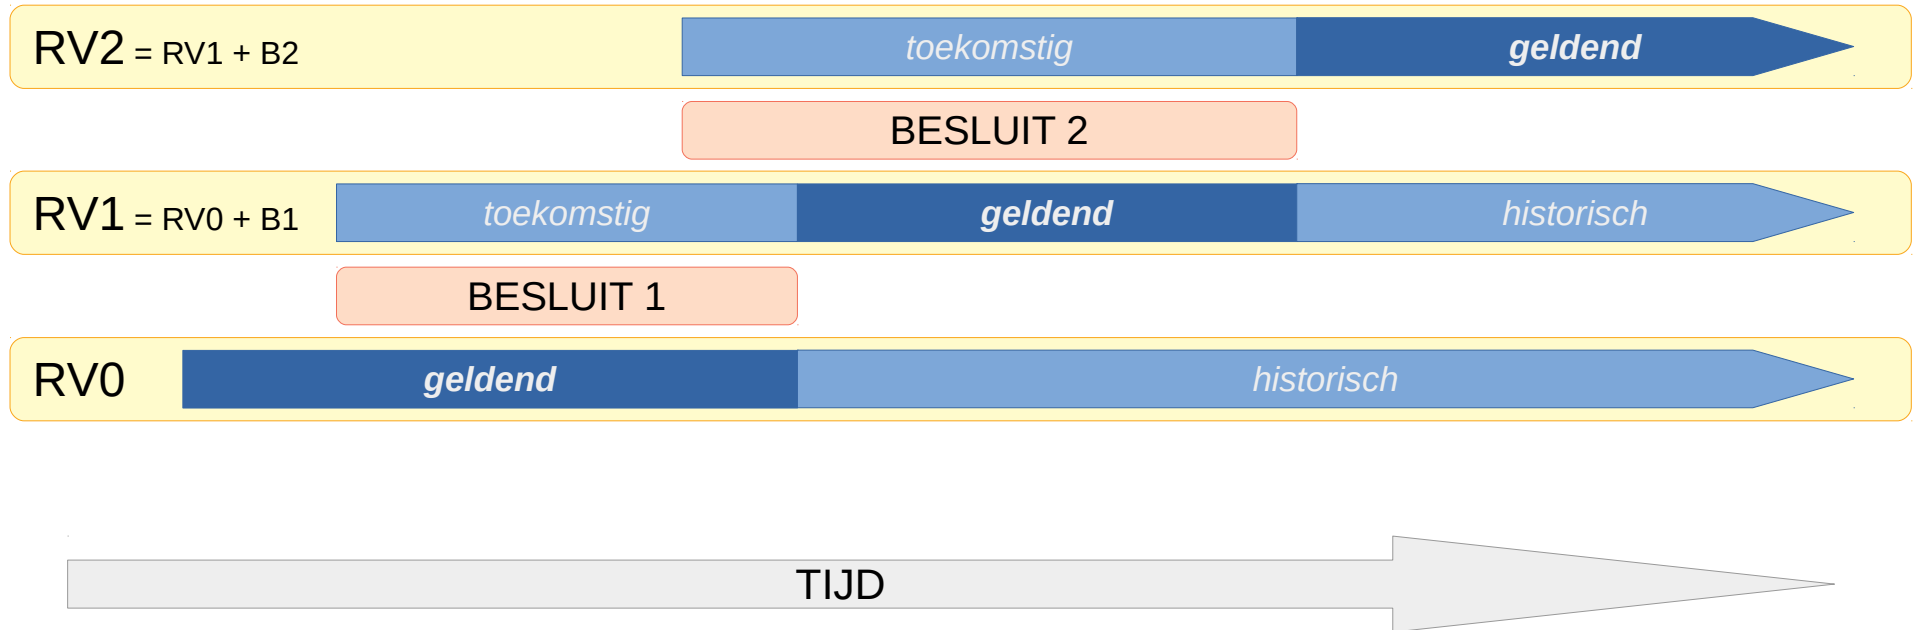 RV2 = RV1 + B2 toekomstig geldend
BESLUIT 2
RV1 = RV0 + B1 toekomstig geldend historisch
BESLUIT 1
RV0 geldend historisch
TIJD